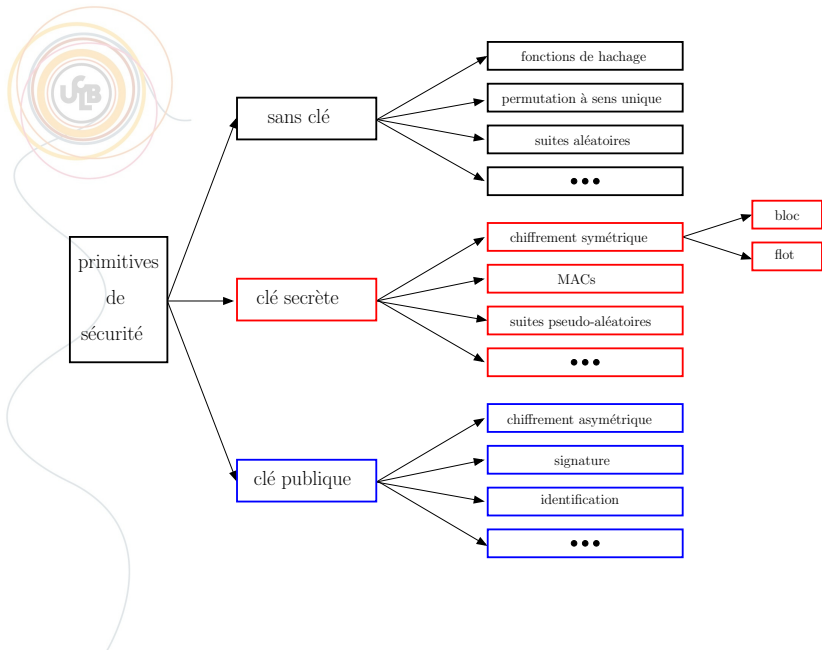 UCLB
primitives
de
sécurité
sans clé
fonctions de hachage
permutation à sens unique
suites aléatoires
•••
clé secrète
chiffrement symétrique
bloc
flot
MACs
suites pseudo-aléatoires
•••
clé publique
chiffrement asymétrique
signature
identification
•••